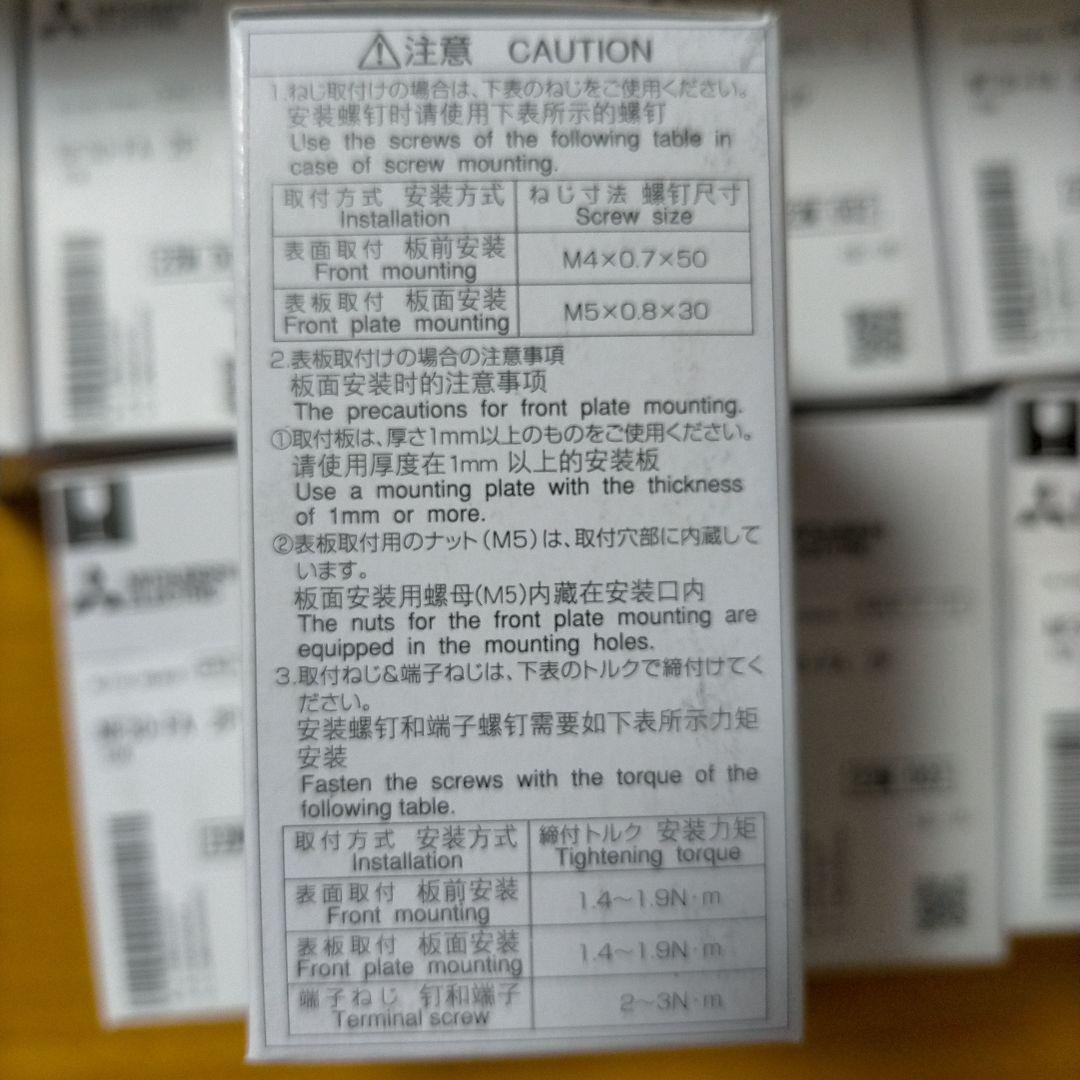 ⚠注意 CAUTION
1.ねじ取付けの場合は、下表のねじをご使用ください。
安装螺钉时请使用下表所示的螺钉
Use the screws of the following table in
case of screw mounting.
取付方式 安装方式 ねじ寸法 螺钉尺寸
Installation Screw size
表面取付 板前安装
Front mounting M4×0.7×50
表板取付 板面安装
Front plate mounting M5×0.8×30
2.表板取付けの場合の注意事項
板面安装时的注意事项
The precautions for front plate mounting.
①取付板は、厚さ1mm以上のものをご使用ください。
请使用厚度在1mm 以上的安装板
Use a mounting plate with the thickness
of 1mm or more.
②表板取付用のナット(M5)は、取付穴部に内蔵して
います。
板面安装用螺母(M5)内藏在安装口内
The nuts for the front plate mounting are
equipped in the mounting holes.
3.取付ねじ&端子ねじは、下表のトルクで締付けてく
ださい。
安装螺钉和端子螺钉需要如下表所示力矩
安装
Fasten the screws with the torque of the
following table.
取付方式 安装方式 締付トルク 安装力矩
Installation Tightening torque
表面取付 板前安装
Front mounting 1.4～1.9N·m
表板取付 板面安装
Front plate mounting 1.4～1.9N·m
端子ねじ 钉和端子
Terminal screw 2～3N·m